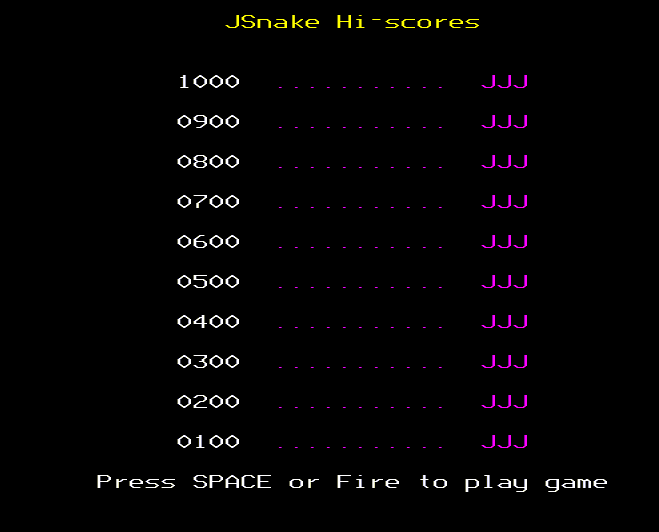 JSnake Hi-scores
1000 ........... JJJ
0900 ........... JJJ
0800 ........... JJJ
0700 ........... JJJ
0600 ........... JJJ
0500 ........... JJJ
0400 ........... JJJ
0300 ........... JJJ
0200 ........... JJJ
0100 ........... JJJ
Press SPACE or Fire to play game